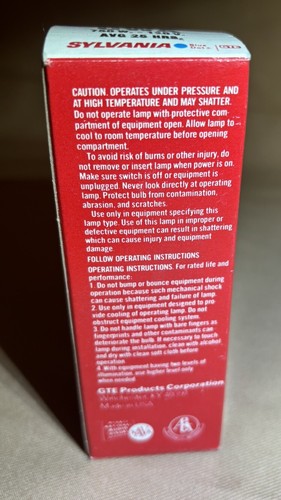 AVG 25 HRS.
SYLVANIA
CAUTION. OPERATES UNDER PRESSURE AND
AT HIGH TEMPERATURE AND MAY SHATTER.
Do not operate lamp with protective com-
partment of equipment open. Allow lamp to
cool to room temperature before opening
compartment.
To avoid risk of burns or other injury, do
not remove or insert lamp when power is on.
Make sure switch is off or equipment is
unplugged. Never look directly at operating
lamp. Protect bulb from contamination,
abrasion, and scratches.
Use only in equipment specifying this
lamp type. Use of this lamp in improper or
defective equipment can result in shattering
which can cause injury and equipment
damage
FOLLOW OPERATING INSTRUCTIONS
OPERATING INSTRUCTIONS. For rated life and
performance:
1. Do not bump or bounce equipment during
operation because such mechanical shock
can cause shattering and failure of lamp.
2. Use only in equipment designed to pro-
vide cooling of operating lamp. Do not
obstruct equipment cooling system.
3. Do not handle lamp with bare fingers as
fingerprints and other contaminants can
deteriorate the bulb. If necessary to touch
lamp during installation, clean with alcohol
and dry with clean soft cloth before
operation
4. With equipment having two levels of
illumination, use higher level only
when needed
GTE Products Corporation
Made in USA